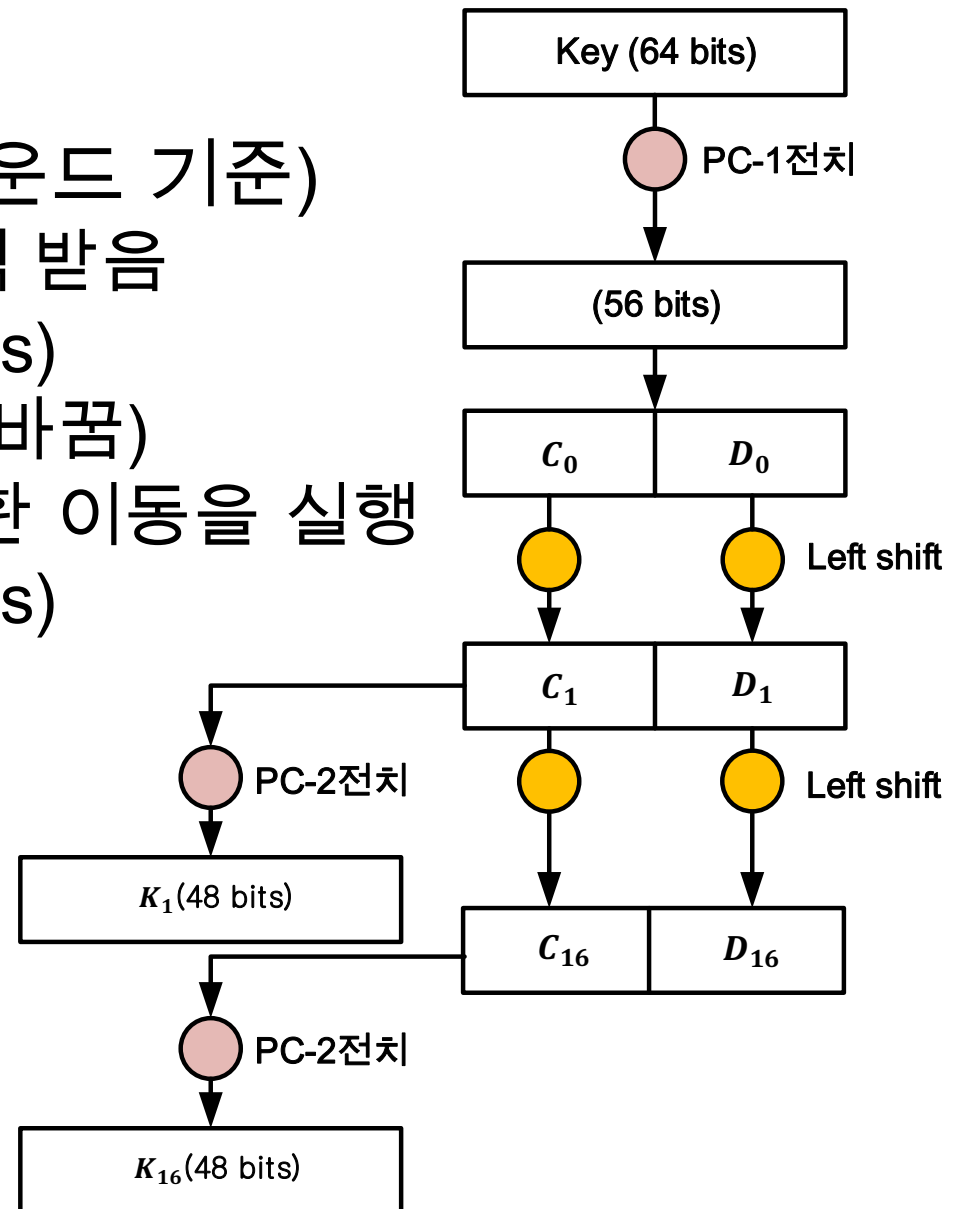 운드 기준)
받음
s)
바꿈)
환 이동을 실행
s)
Key (64 bits)
PC-1전치
(56 bits)
C₀
D₀
Left shift
C₁
D₁
PC-2전치
Left shift
K₁(48 bits)
C₁₆
D₁₆
PC-2전치
K₁₆(48 bits)